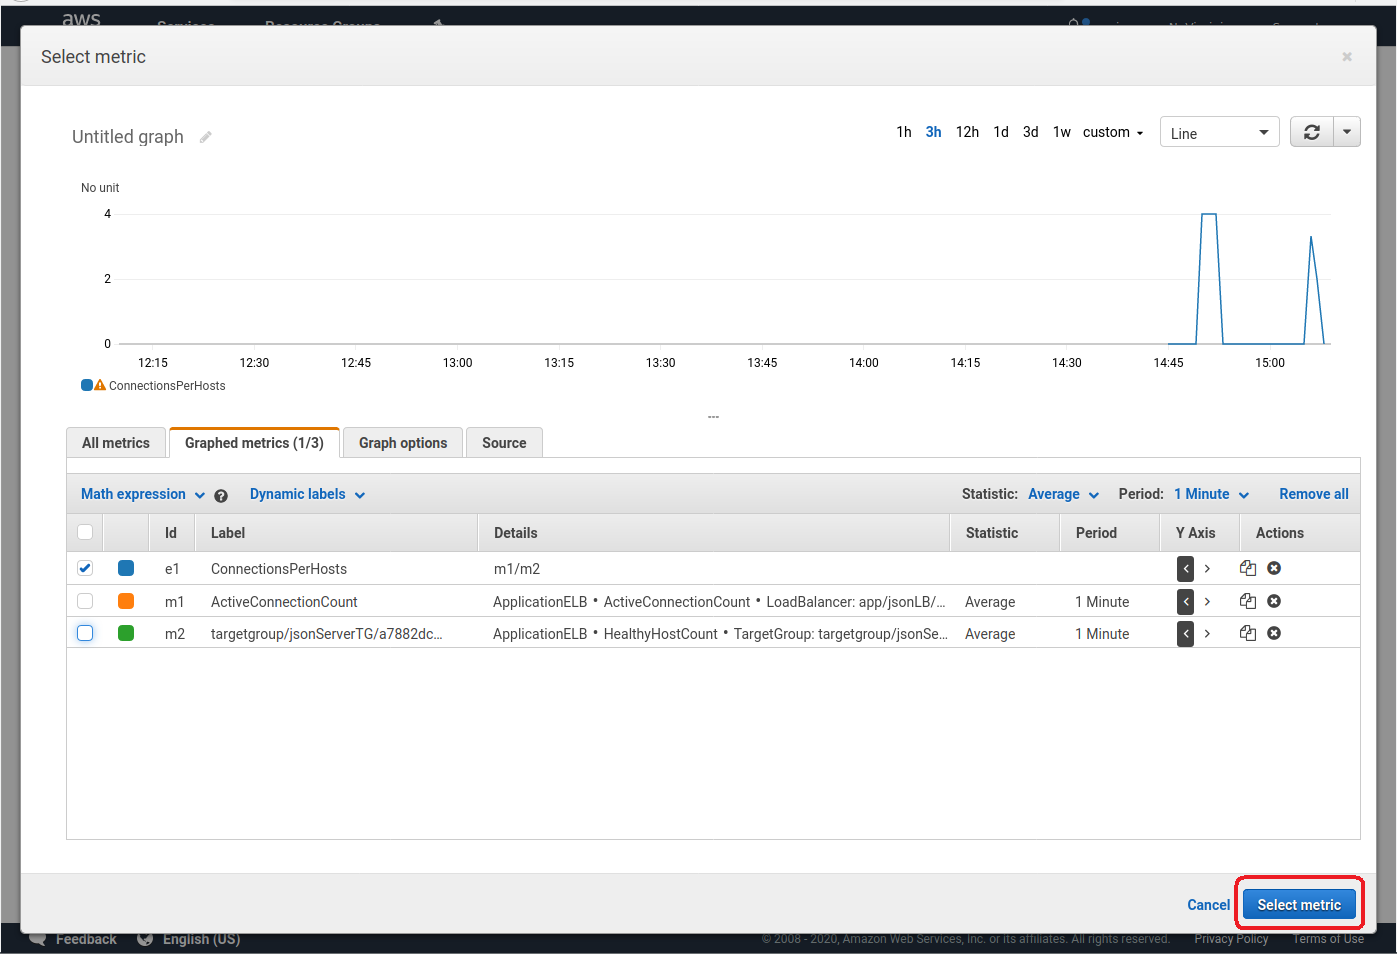 aws
Services
Resource Groups
Select metric
Untitled graph
1h 3h 12h 1d 3d 1w custom Line
No unit
4
2
0
12:15 12:30 12:45 13:00 13:15 13:30 13:45 14:00 14:15 14:30 14:45 15:00
ConnectionsPerHosts
All metrics Graphed metrics (1/3) Graph options Source
Math expression ? Dynamic labels Statistic: Average Period: 1 Minute Remove all
Id Label Details Statistic Period Y Axis Actions
e1 ConnectionsPerHosts m1/m2 < >
m1 ActiveConnectionCount ApplicationELB • ActiveConnectionCount • LoadBalancer: app/jsonLB/... Average 1 Minute < >
m2 targetgroup/jsonServerTG/a7882dc... ApplicationELB • HealthyHostCount • TargetGroup: targetgroup/jsonSe... Average 1 Minute < >
Cancel Select metric
Feedback English (US) © 2008 - 2020, Amazon Web Services, Inc. or its affiliates. All rights reserved. Privacy Policy Terms of Use